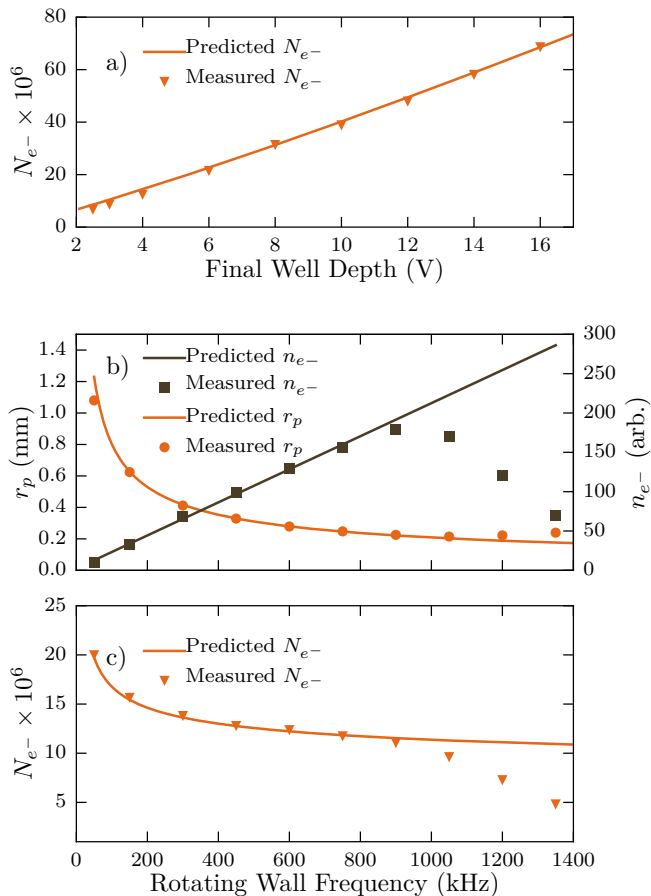 80
60
40
20
0
N_{e−} × 10^6
a)
Predicted N_{e−}
Measured N_{e−}
2 4 6 8 10 12 14 16
Final Well Depth (V)
1.4
1.2
1.0
0.8
0.6
0.4
0.2
0.0
r_p (mm)
b)
Predicted n_{e−}
Measured n_{e−}
Predicted r_p
Measured r_p
300
250
200
150
100
50
0
n_{e−} (arb.)
25
20
15
10
5
N_{e−} × 10^6
c)
Predicted N_{e−}
Measured N_{e−}
0 200 400 600 800 1000 1200 1400
Rotating Wall Frequency (kHz)